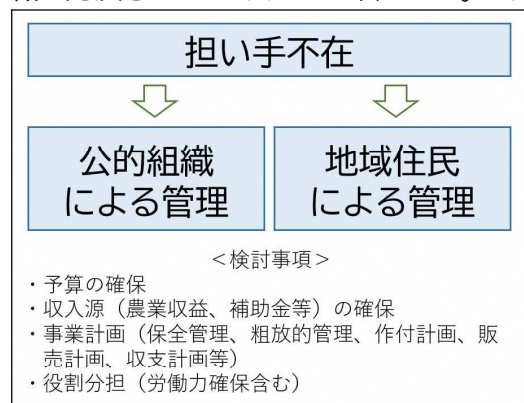 担い手不在
公的組織
による管理
地域住民
による管理
<検討事項>
・予算の確保
・収入源（農業収益、補助金等）の確保
・事業計画（保全管理、粗放的管理、作付計画、販
売計画、収支計画等）
・役割分担（労働力確保含む）